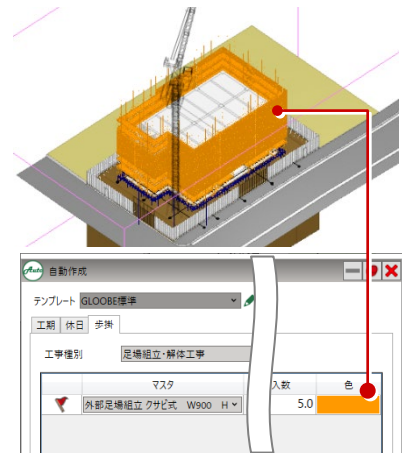 Auto 自動作成
テンプレート GLOOBE標準
工期 休日 歩掛
工事種別 足場組立・解体工事
マスタ 入数 色
外部足場組立 クサビ式 W900 H 5.0